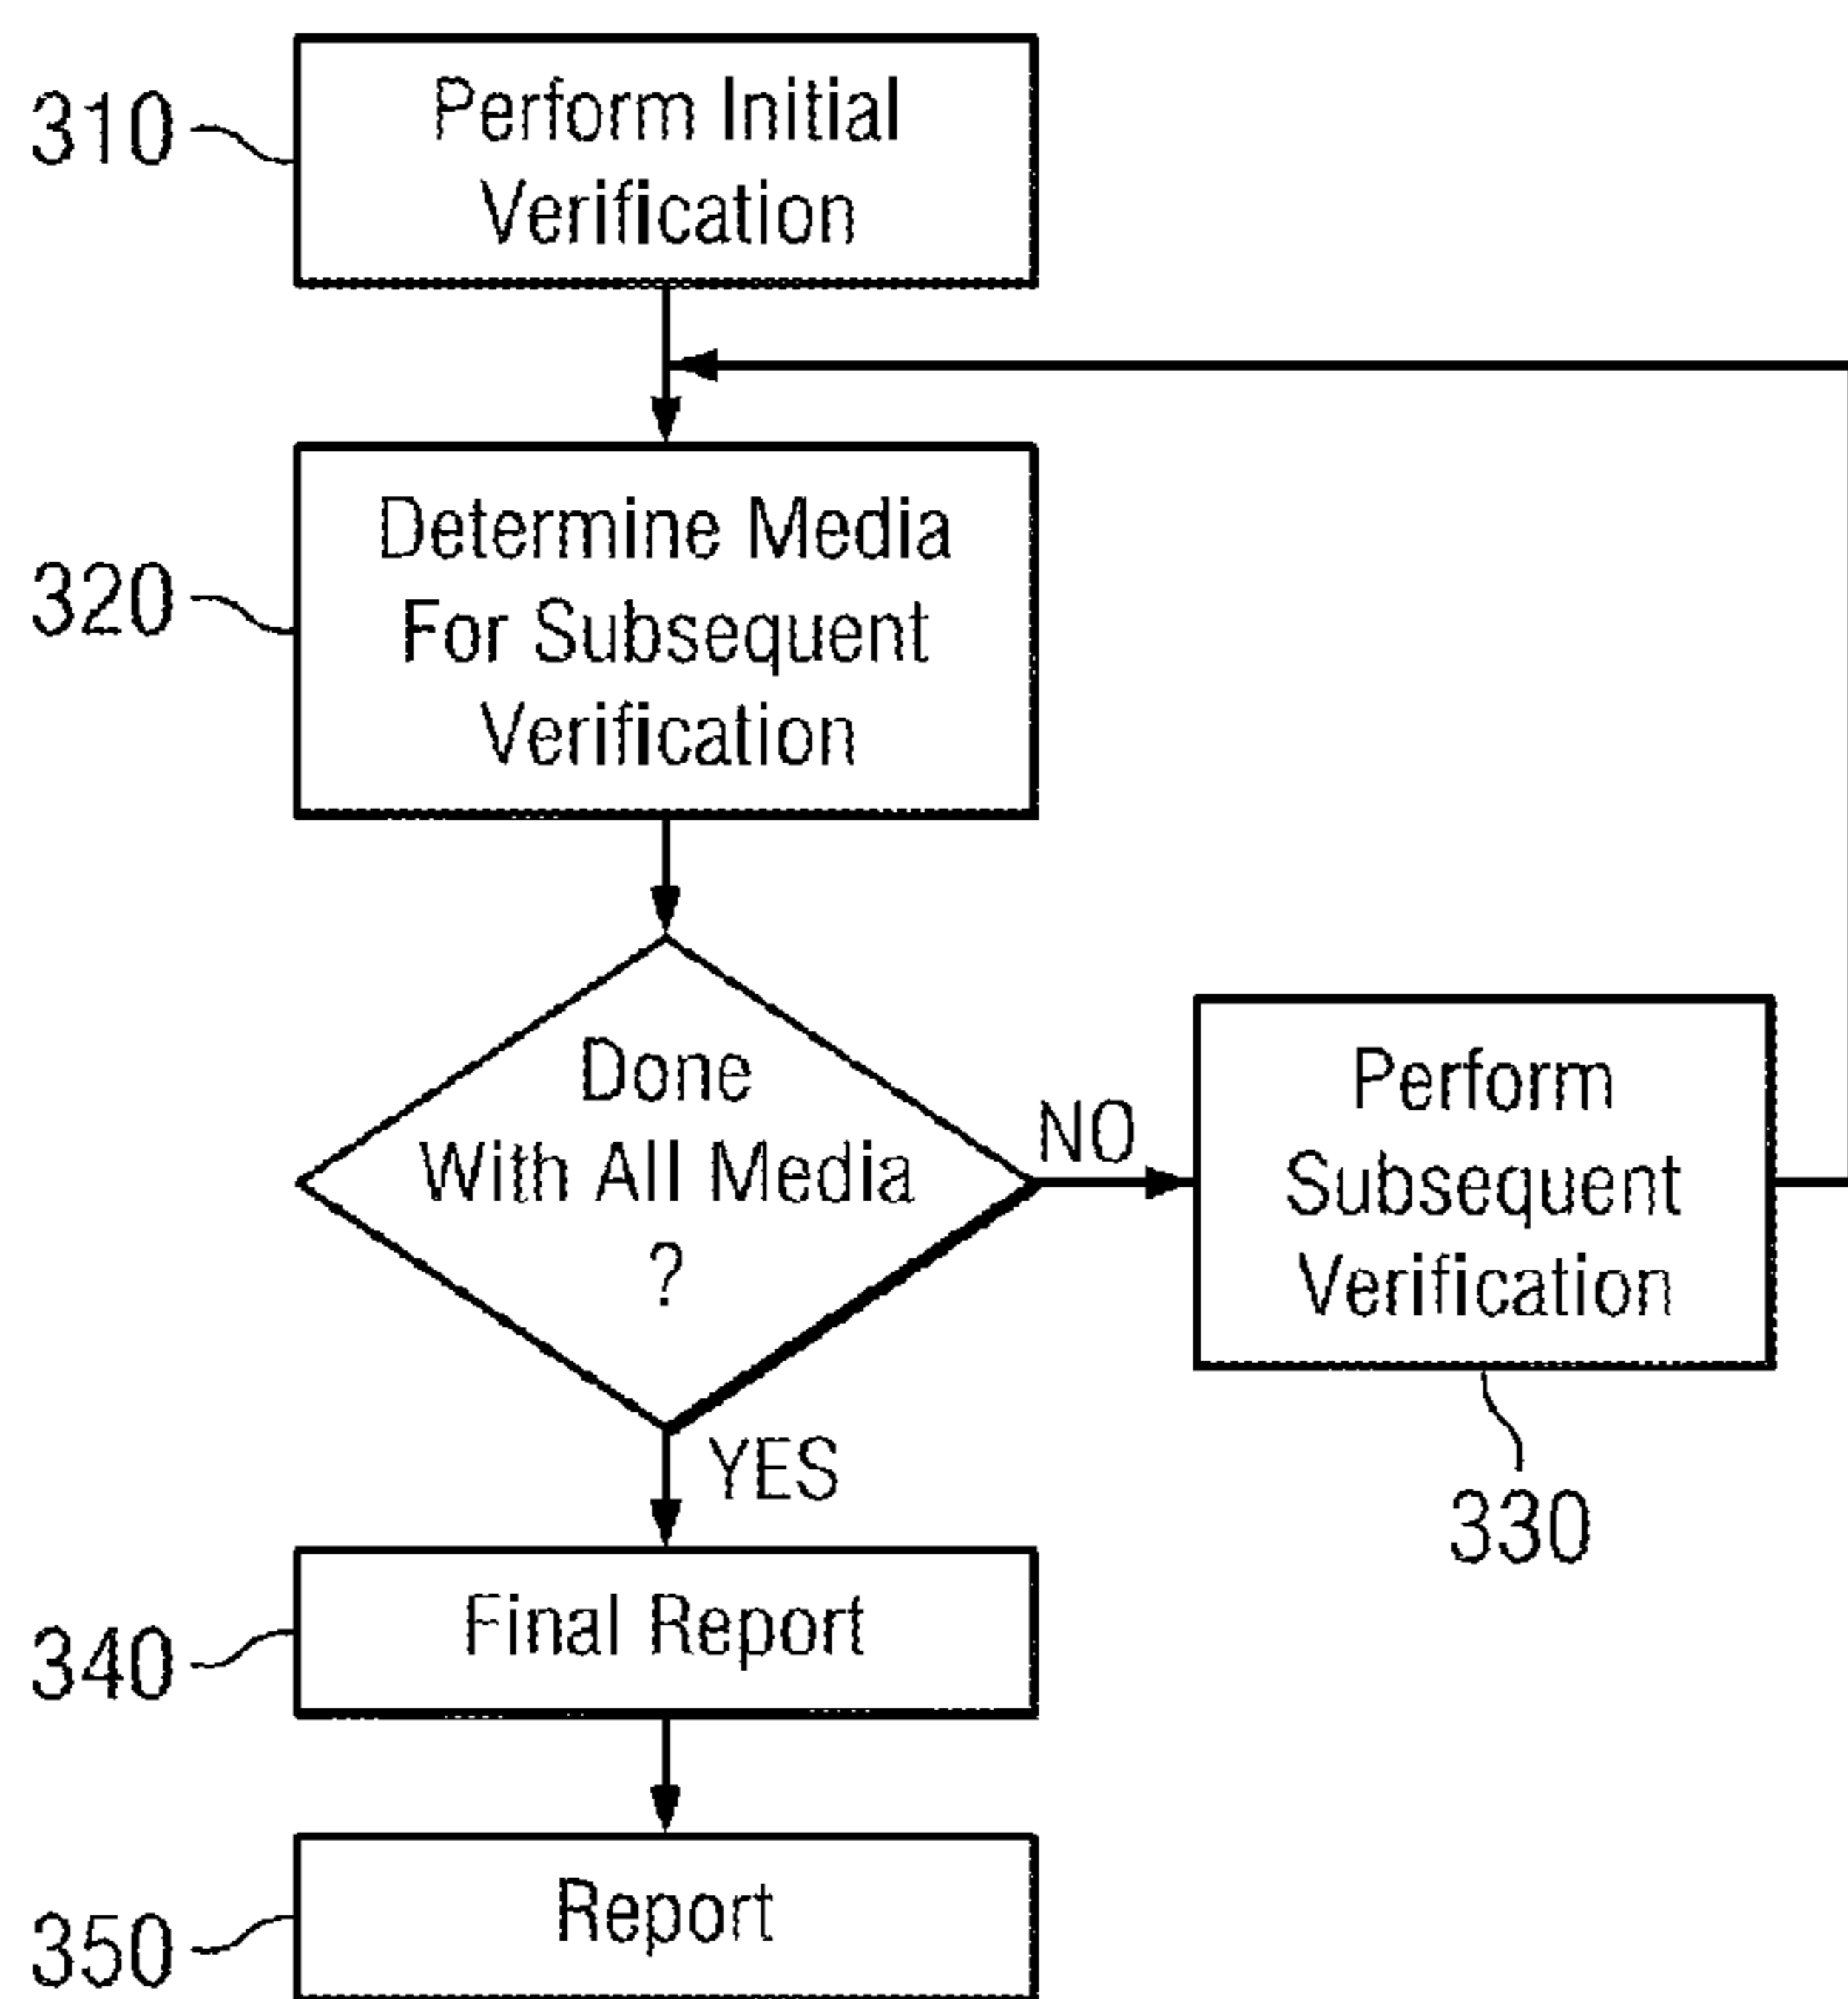 310
Perform Initial
Verification
320
Determine Media
For Subsequent
Verification
Done
With All Media
?
NO
Perform
Subsequent
Verification
330
YES
340
Final Report
350
Report